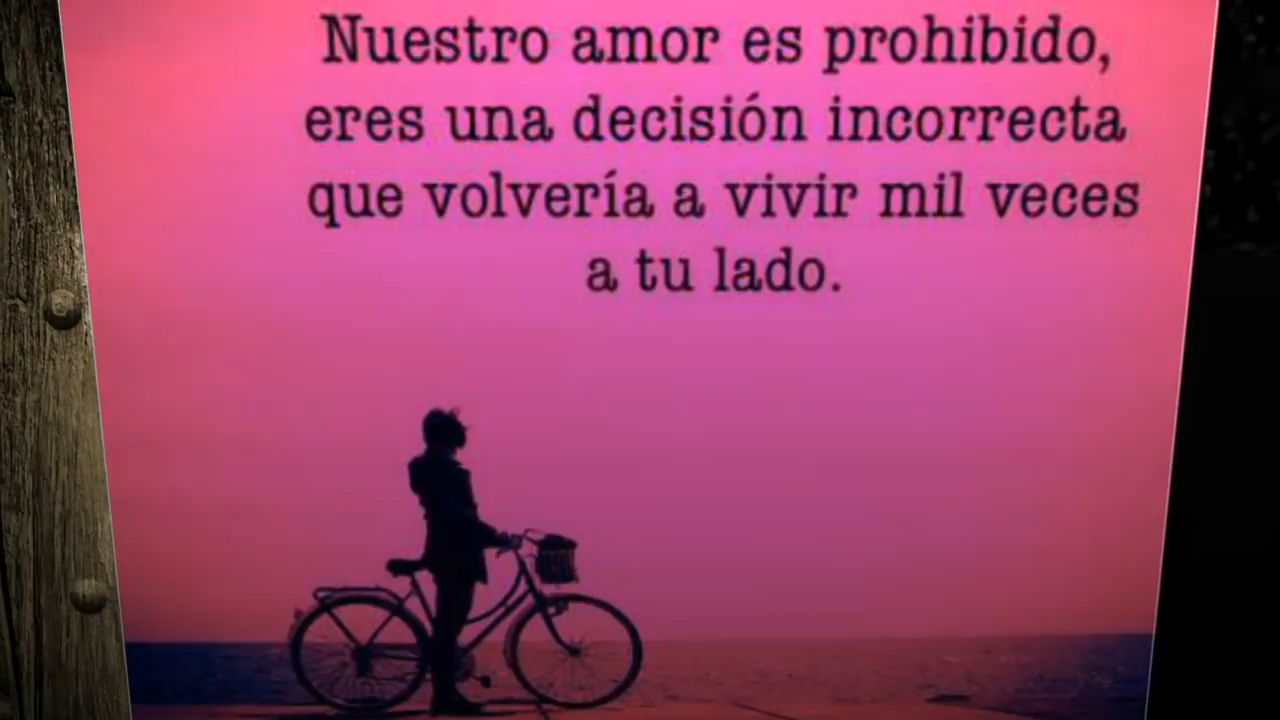 Nuestro amor es prohibido,
eres una decisión incorrecta
que volvería a vivir mil veces
a tu lado.